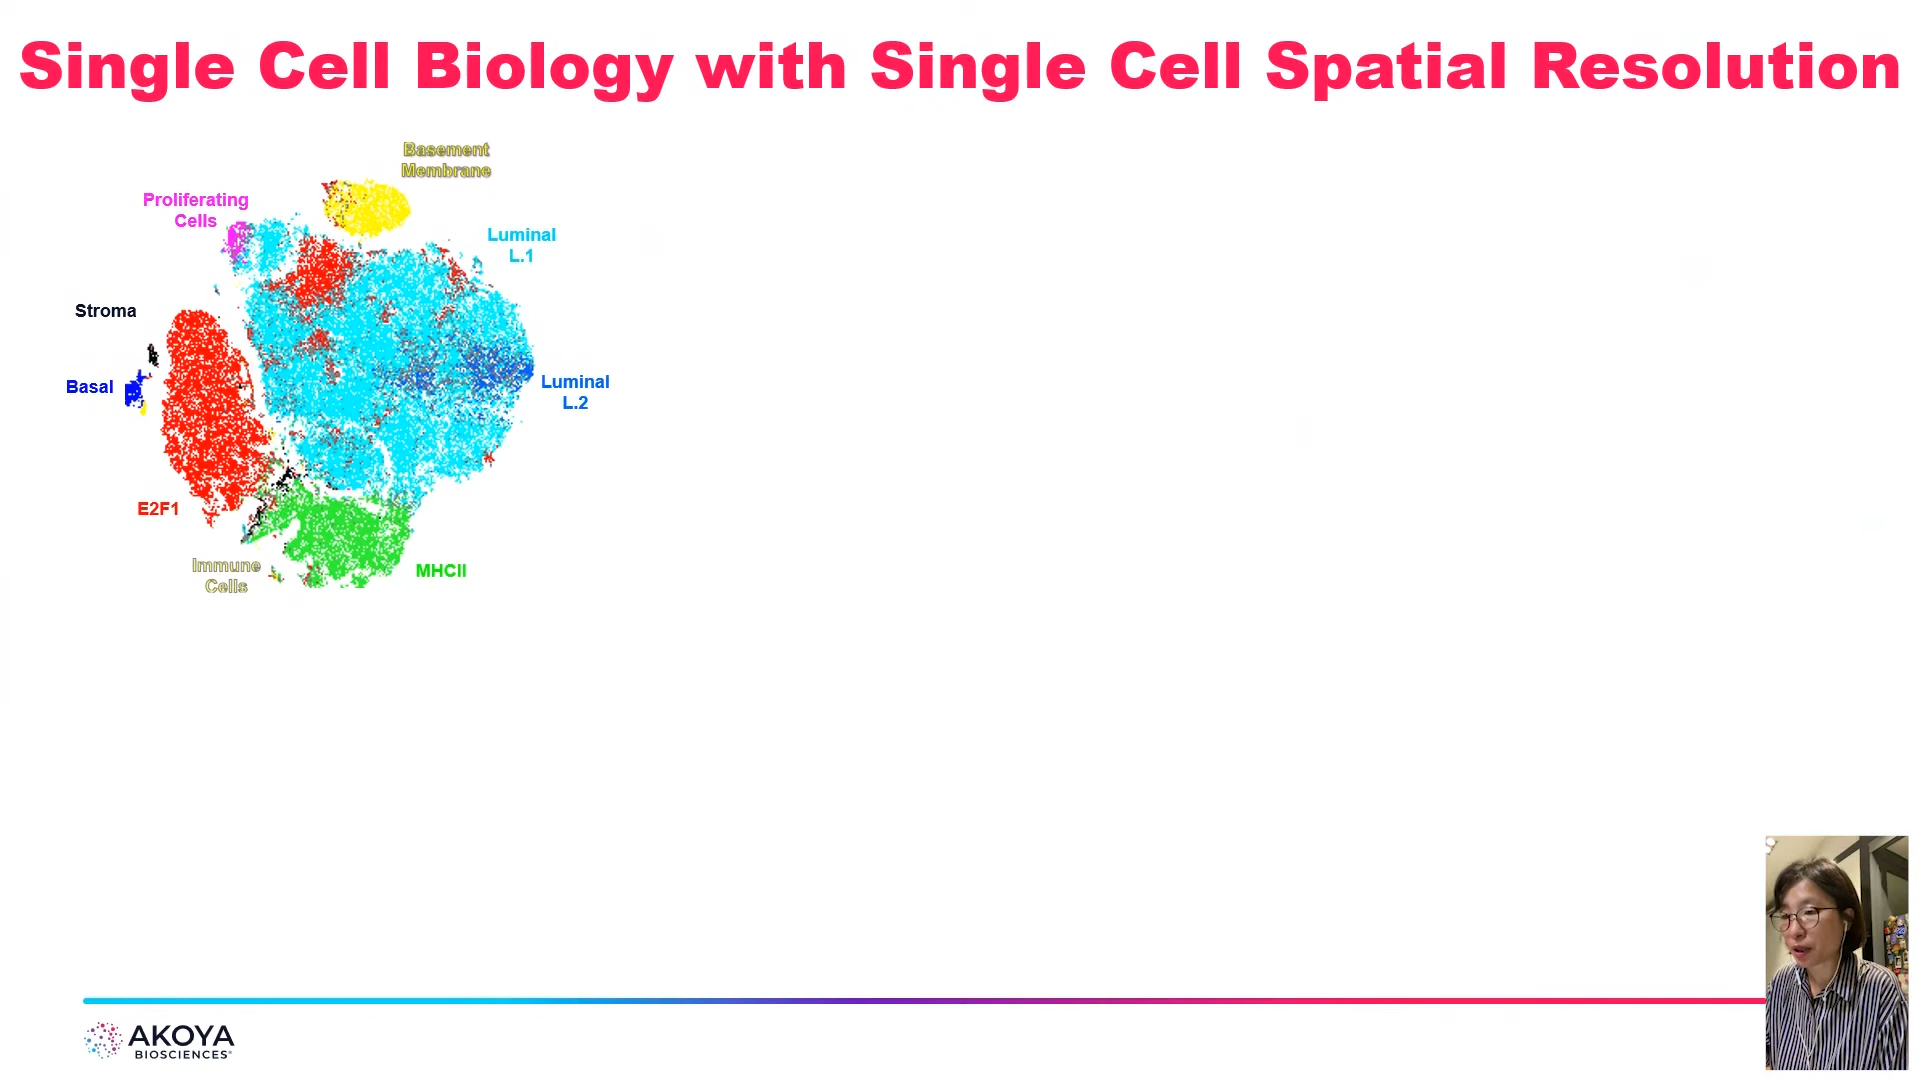 Single Cell Biology with Single Cell Spatial Resolution
Basement
Membrane
Proliferating
Cells
Luminal
L.1
Stroma
Basal
Luminal
L.2
E2F1
Immune
Cells
MHCII
AKOYA
BIOSCIENCES®